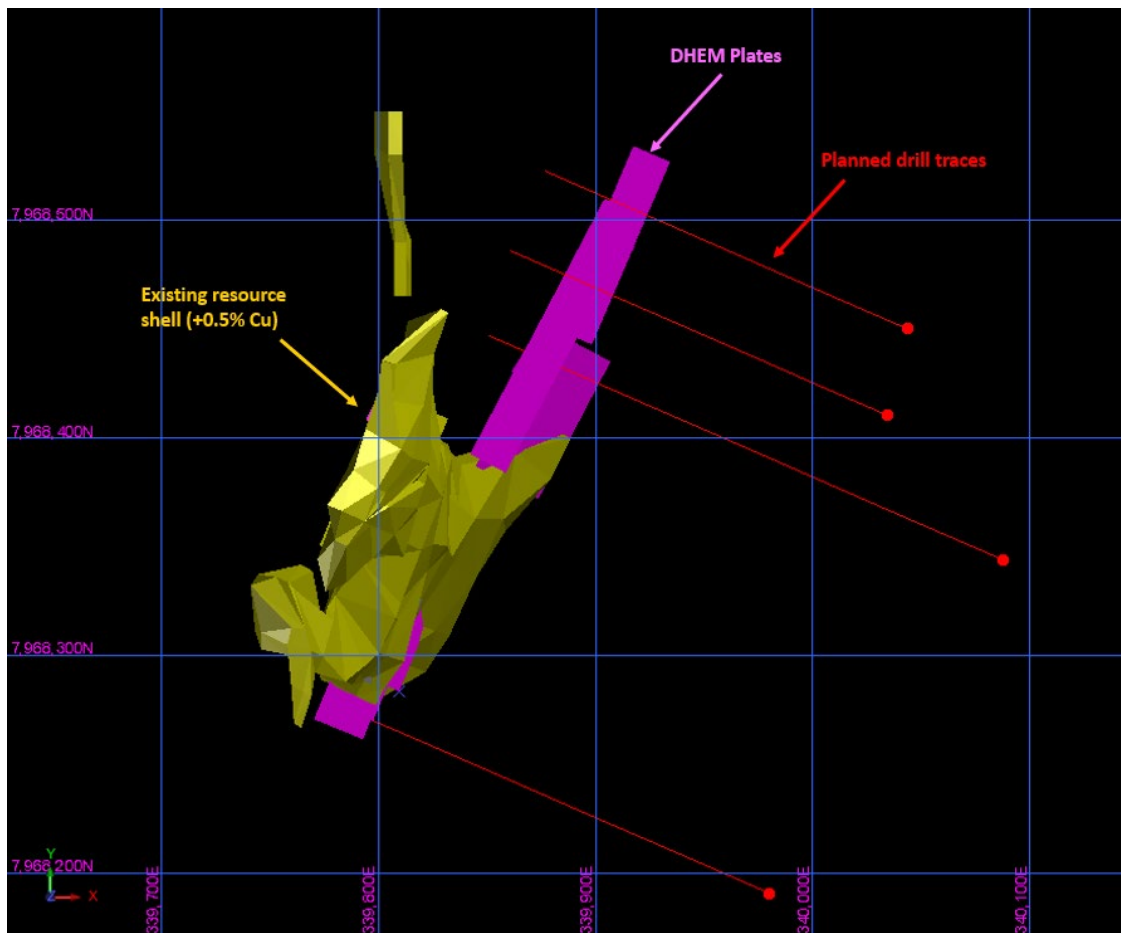 DHEM Plates
Planned drill traces
7,968,500N
Existing resource
shell (+0.5% Cu)
7,968,400N
7,968,300N
7,968,200N
Y
Z
X
339,700E
339,800E
339,900E
340,000E
340,100E